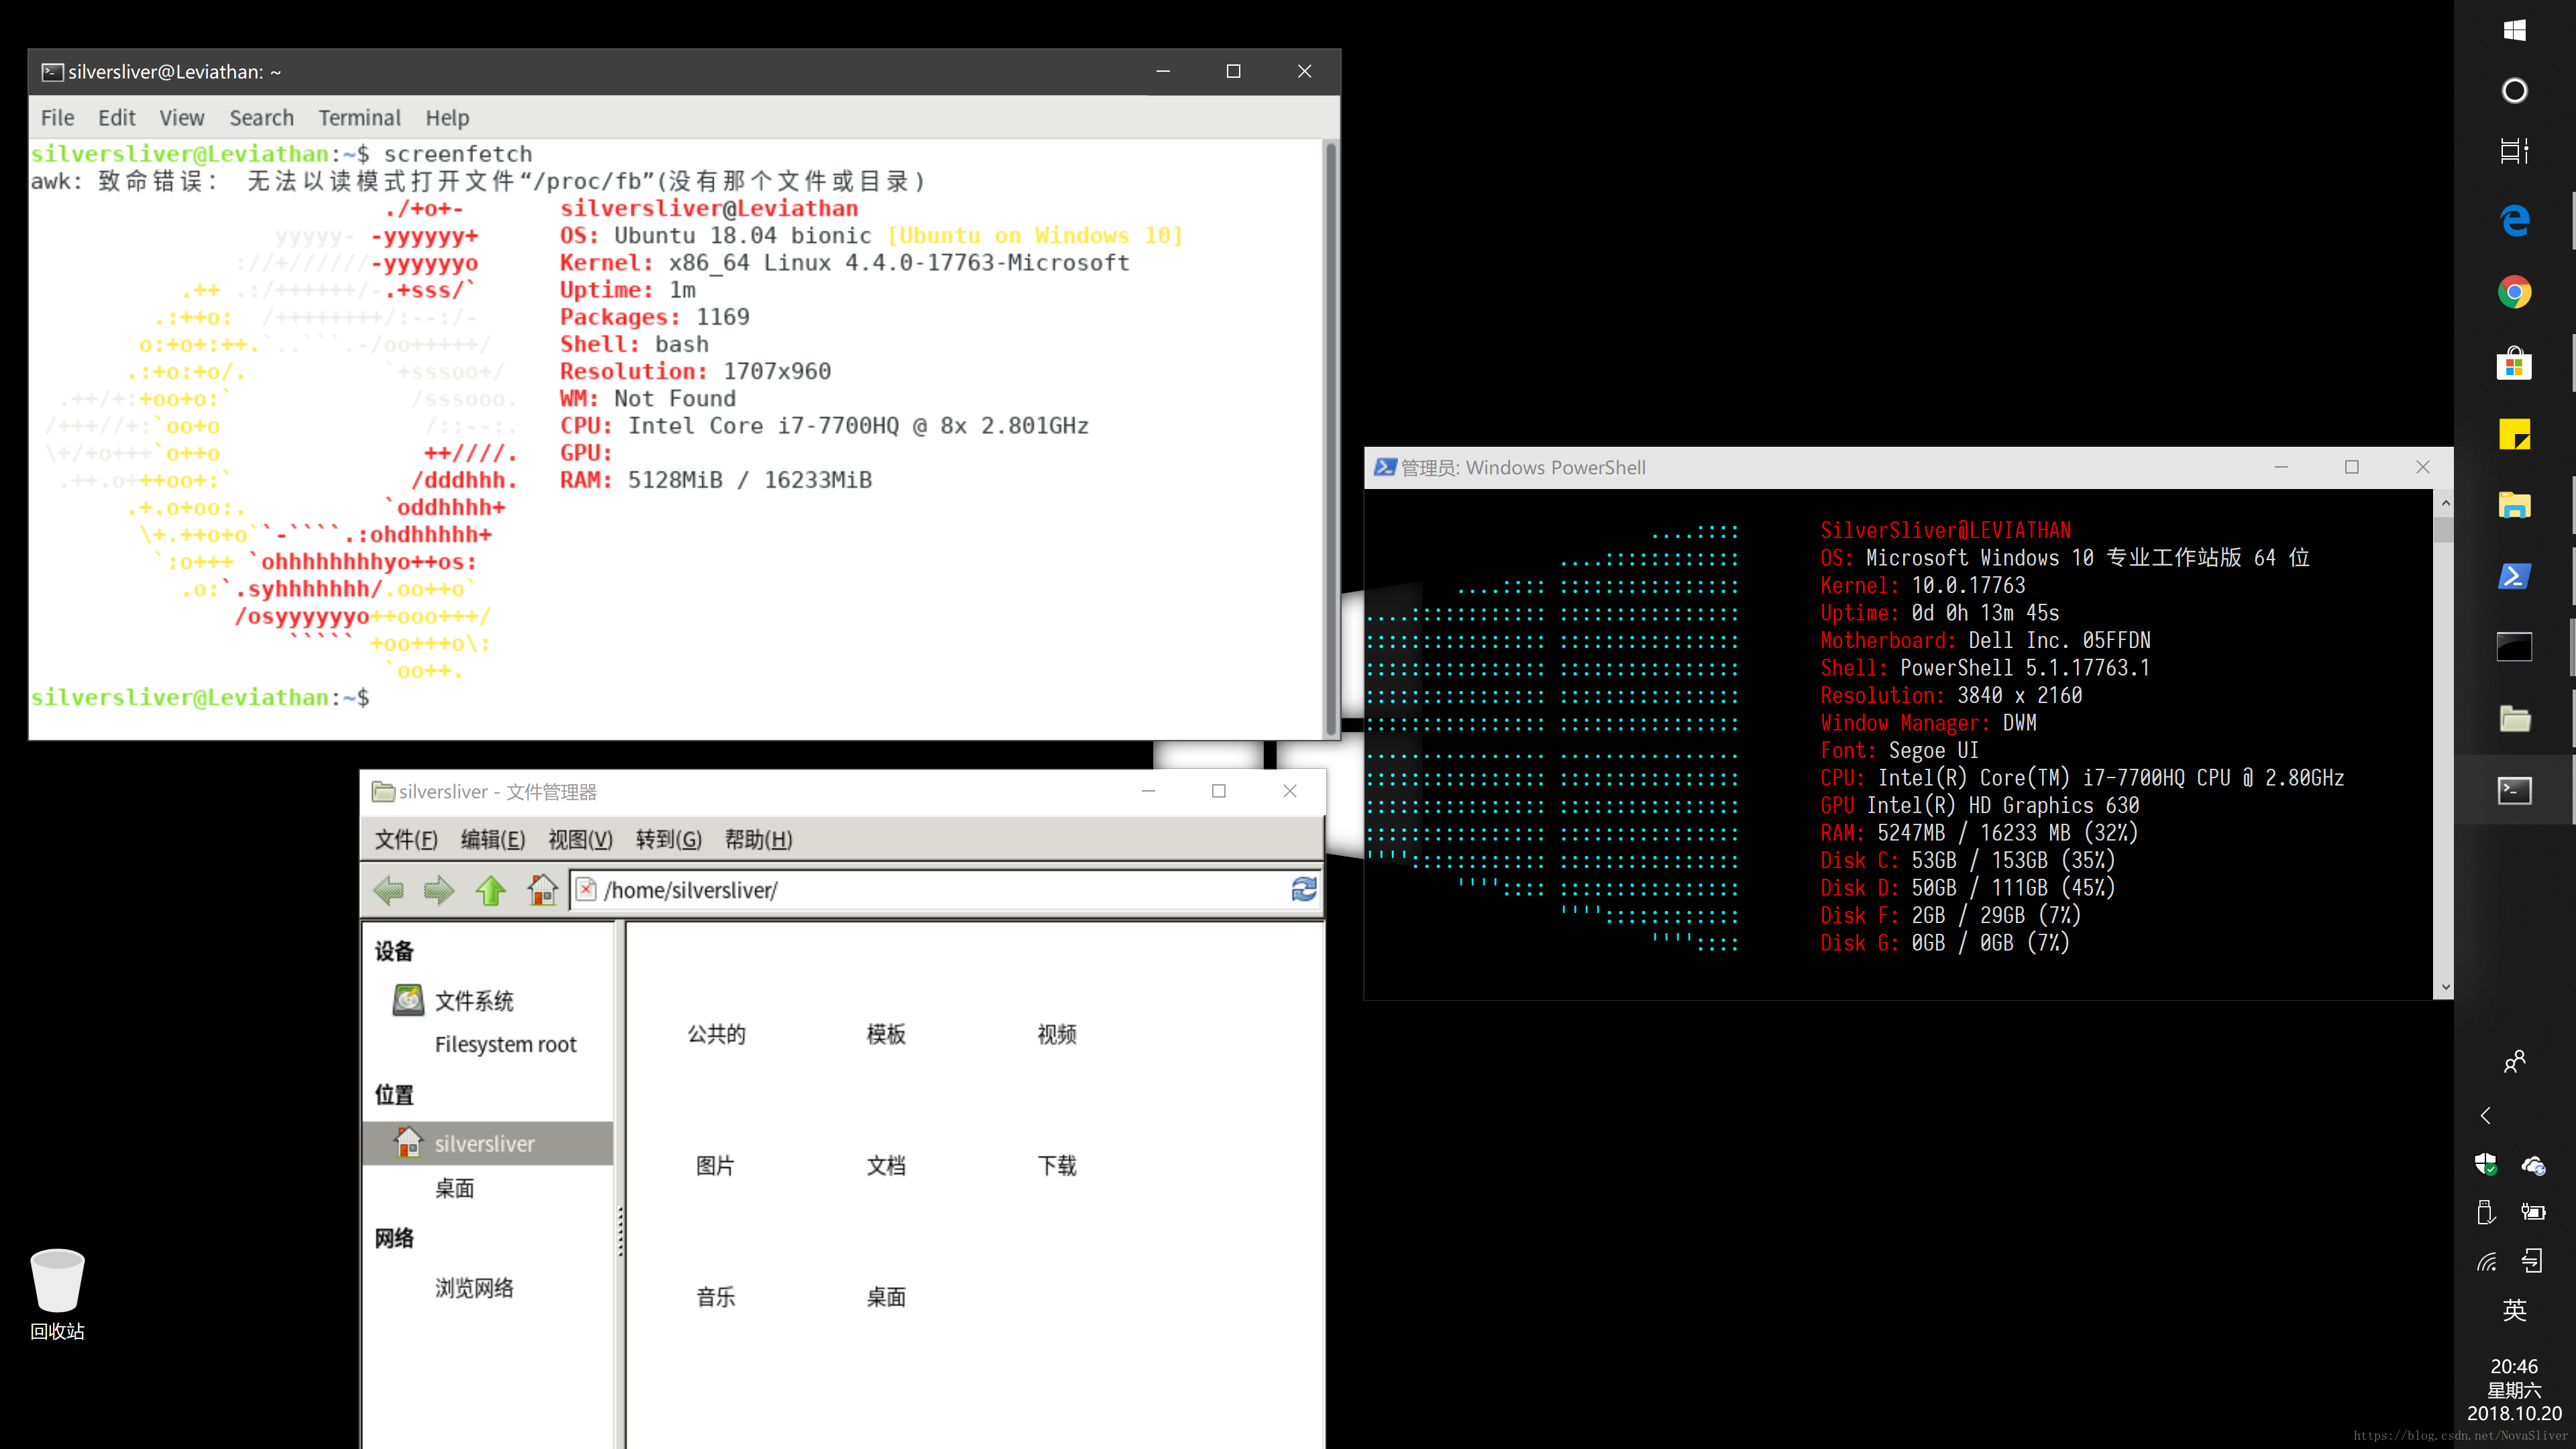 silversliver@Leviathan: ~
File Edit View Search Terminal Help
silversliver@Leviathan:~$ screenfetch
awk: 致命错误: 无法以读模式打开文件“/proc/fb”(没有那个文件或目录)
silversliver@Leviathan
OS: Ubuntu 18.04 bionic [Ubuntu on Windows 10]
Kernel: x86_64 Linux 4.4.0-17763-Microsoft
Uptime: 1m
Packages: 1169
Shell: bash
Resolution: 1707x960
WM: Not Found
CPU: Intel Core i7-7700HQ @ 8x 2.801GHz
GPU:
RAM: 5128MiB / 16233MiB
silversliver@Leviathan:~$
管理员: Windows PowerShell
SilverSliver@LEVIATHAN
OS: Microsoft Windows 10 专业工作站版 64 位
Kernel: 10.0.17763
Uptime: 0d 0h 13m 45s
Motherboard: Dell Inc. 05FFDN
Shell: PowerShell 5.1.17763.1
Resolution: 3840 x 2160
Window Manager: DWM
Font: Segoe UI
CPU: Intel(R) Core(TM) i7-7700HQ CPU @ 2.80GHz
GPU Intel(R) HD Graphics 630
RAM: 5247MB / 16233 MB (32%)
Disk C: 53GB / 153GB (35%)
Disk D: 50GB / 111GB (45%)
Disk F: 2GB / 29GB (7%)
Disk G: 0GB / 0GB (7%)
silversliver - 文件管理器
文件(F) 编辑(E) 视图(V) 转到(G) 帮助(H)
/home/silversliver/
设备
文件系统
Filesystem root
位置
silversliver
桌面
网络
浏览网络
公共的 模板 视频
图片 文档 下载
音乐 桌面
回收站
英
20:46
星期六
2018.10.20
https://blog.csdn.net/NovaSliver